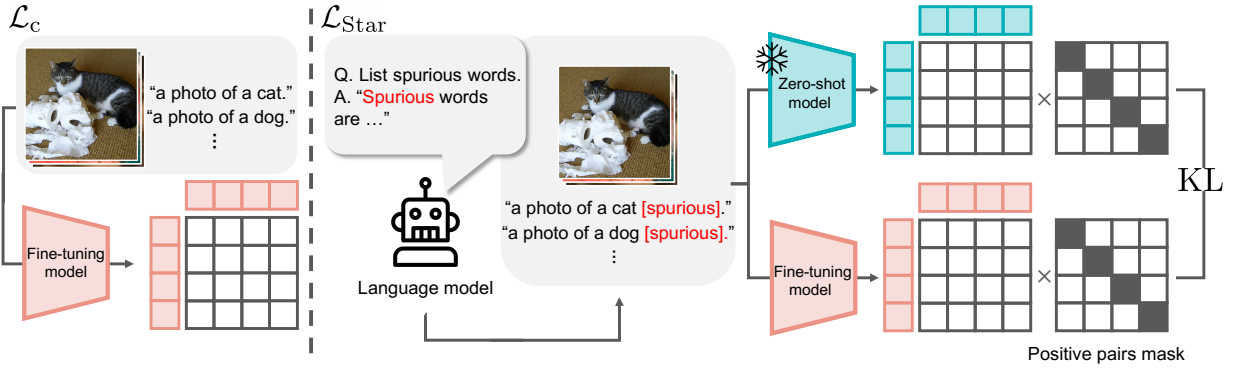 ℒc
"a photo of a cat."
"a photo of a dog."
⋮
Fine-tuning
model
ℒStar
Q. List spurious words.
A. "Spurious words
are …"
Language model
"a photo of a cat [spurious]."
"a photo of a dog [spurious]."
⋮
Zero-shot
model
×
Fine-tuning
model
×
KL
Positive pairs mask